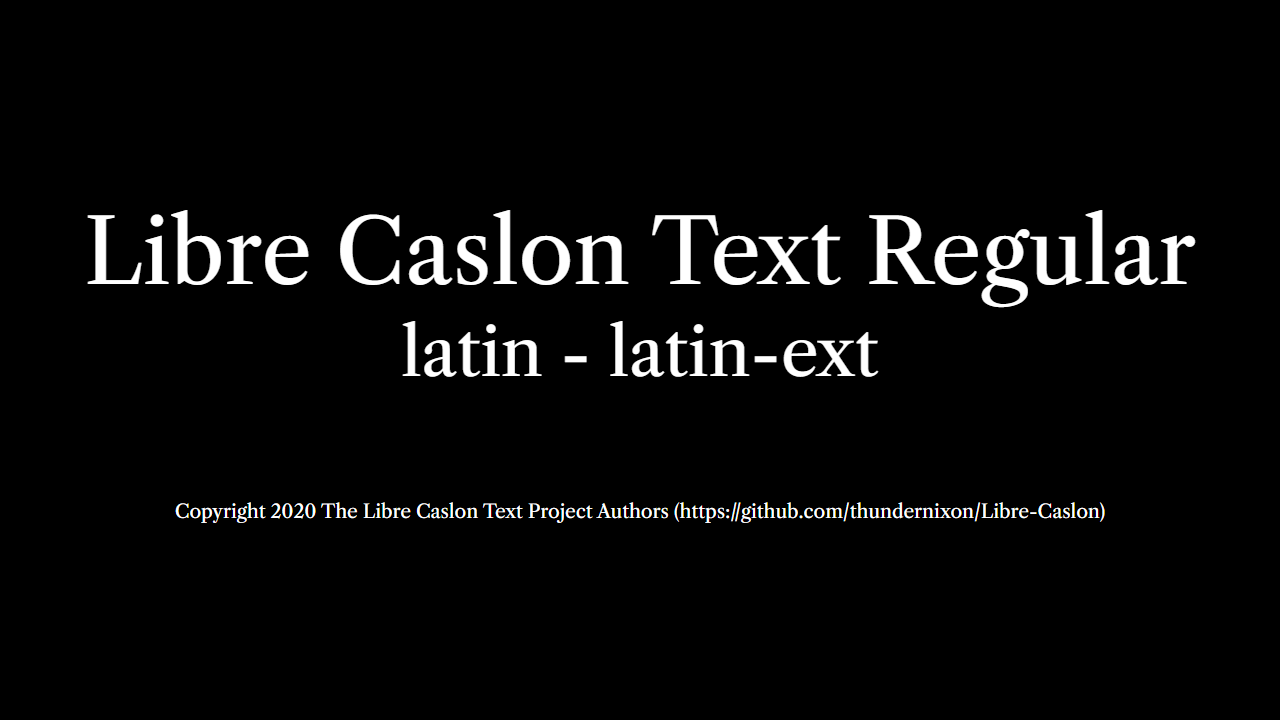 Libre Caslon Text Regular
latin - latin-ext
Copyright 2020 The Libre Caslon Text Project Authors (https://github.com/thundernixon/Libre-Caslon)